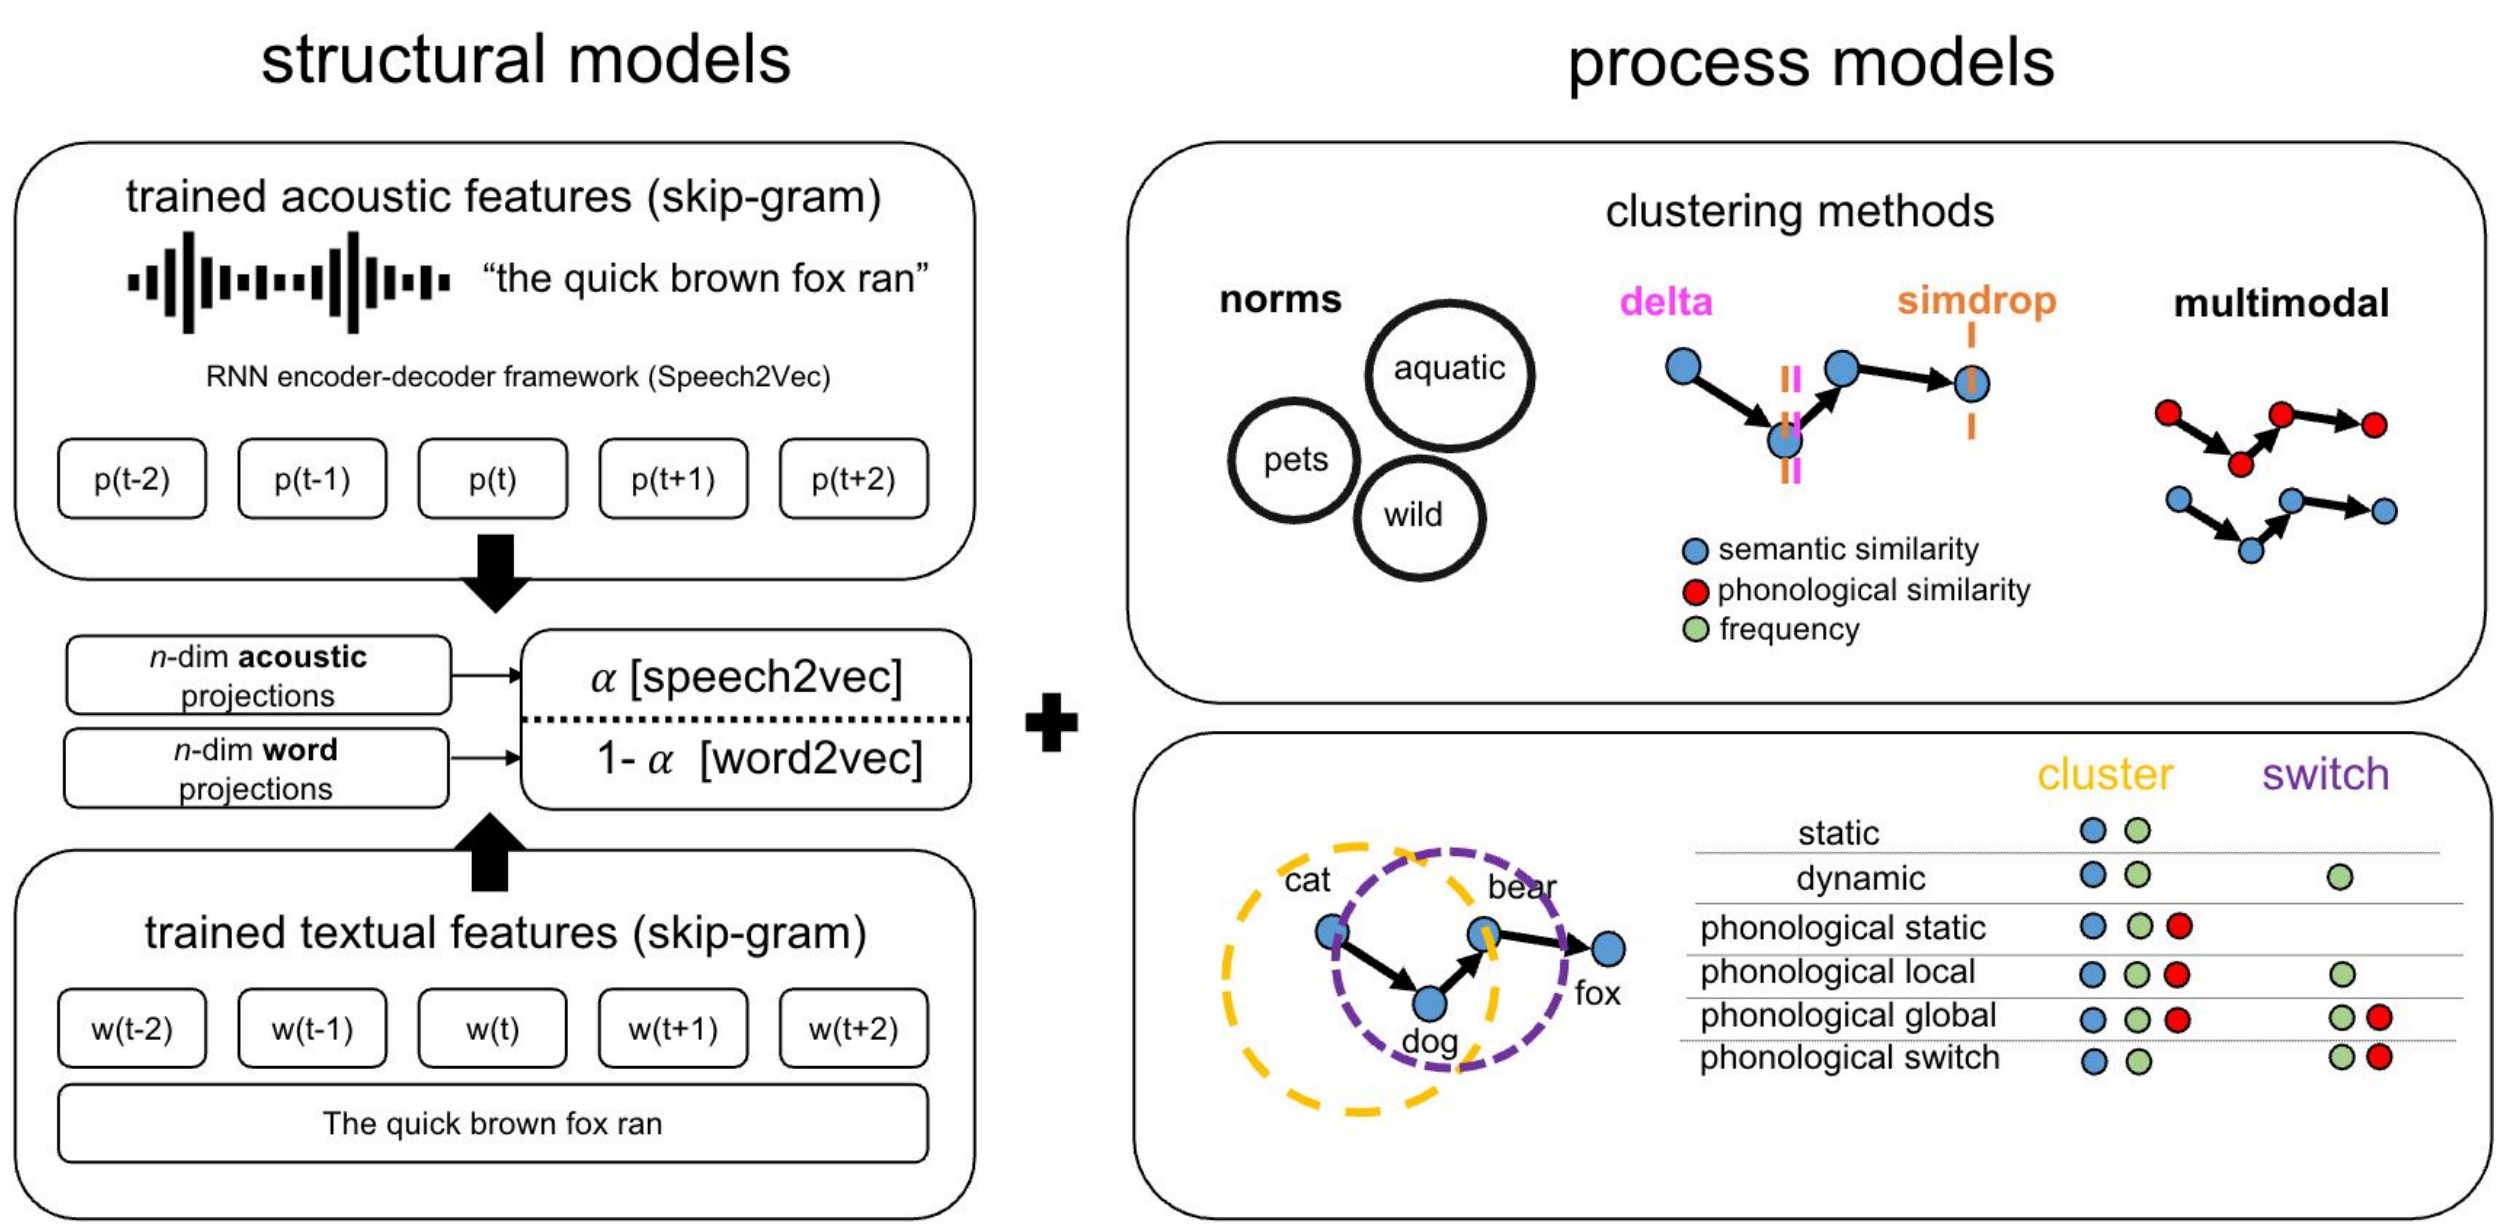 structural models
trained acoustic features (skip-gram)
“the quick brown fox ran”
RNN encoder-decoder framework (Speech2Vec)
p(t-2) p(t-1) p(t) p(t+1) p(t+2)
n-dim acoustic
projections
n-dim word
projections
α [speech2vec]
1- α [word2vec]
trained textual features (skip-gram)
w(t-2) w(t-1) w(t) w(t+1) w(t+2)
The quick brown fox ran
process models
clustering methods
norms
aquatic
pets
wild
delta
simdrop
multimodal
semantic similarity
phonological similarity
frequency
cat
bear
dog
fox
cluster switch
static
dynamic
phonological static
phonological local
phonological global
phonological switch